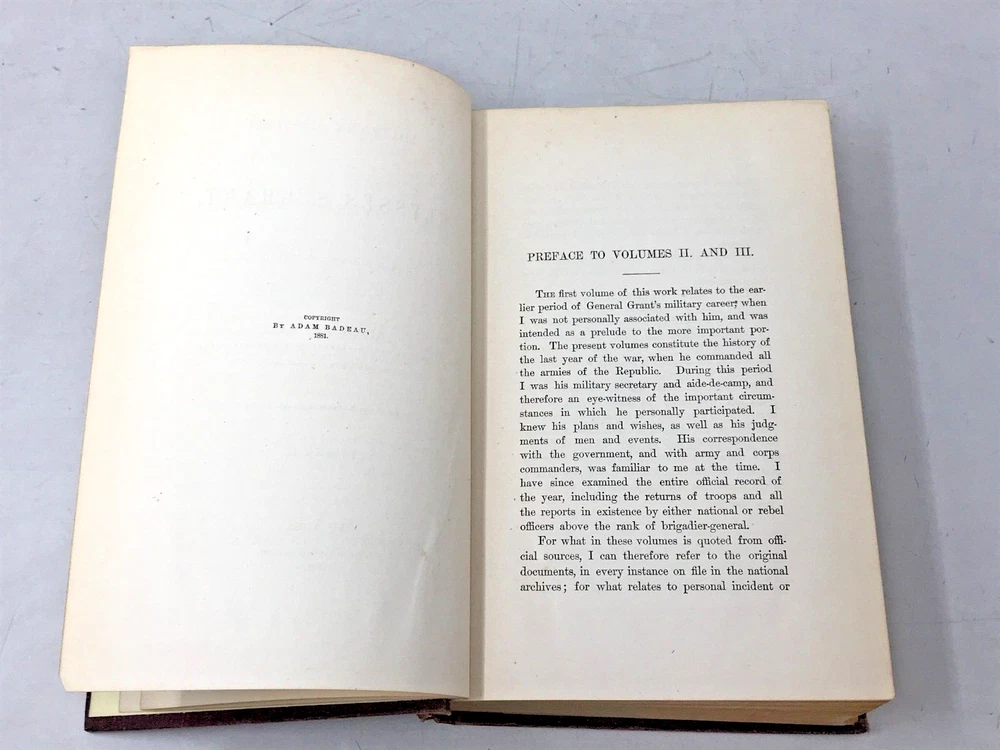 COPYRIGHT
BY ADAM BADEAU,
1881.
PREFACE TO VOLUMES II. AND III.
THE first volume of this work relates to the ear-
lier period of General Grant's military career, when
I was not personally associated with him, and was
intended as a prelude to the more important por-
tion. The present volumes constitute the history of
the last year of the war, when he commanded all
the armies of the Republic. During this period
I was his military secretary and aide-de-camp, and
therefore an eye-witness of the important circum-
stances in which he personally participated. I
knew his plans and wishes, as well as his judg-
ments of men and events. His correspondence
with the government, and with army and corps
commanders, was familiar to me at the time. I
have since examined the entire official record of
the year, including the returns of troops and all
the reports in existence by either national or rebel
officers above the rank of brigadier-general.
For what in these volumes is quoted from offi-
cial sources, I can therefore refer to the original
documents, in every instance on file in the national
archives; for what relates to personal incident or